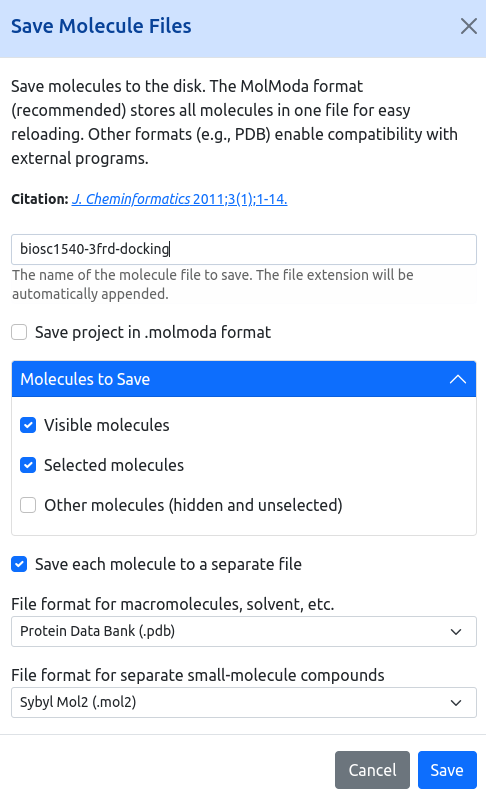 Save Molecule Files
Save molecules to the disk. The MolModa format
(recommended) stores all molecules in one file for easy
reloading. Other formats (e.g., PDB) enable compatibility with
external programs.
Citation: J. Cheminformatics 2011;3(1);1-14.
biosc1540-3frd-docking
The name of the molecule file to save. The file extension will be
automatically appended.
Save project in .molmoda format
Molecules to Save
Visible molecules
Selected molecules
Other molecules (hidden and unselected)
Save each molecule to a separate file
File format for macromolecules, solvent, etc.
Protein Data Bank (.pdb)
File format for separate small-molecule compounds
Sybyl Mol2 (.mol2)
Cancel Save